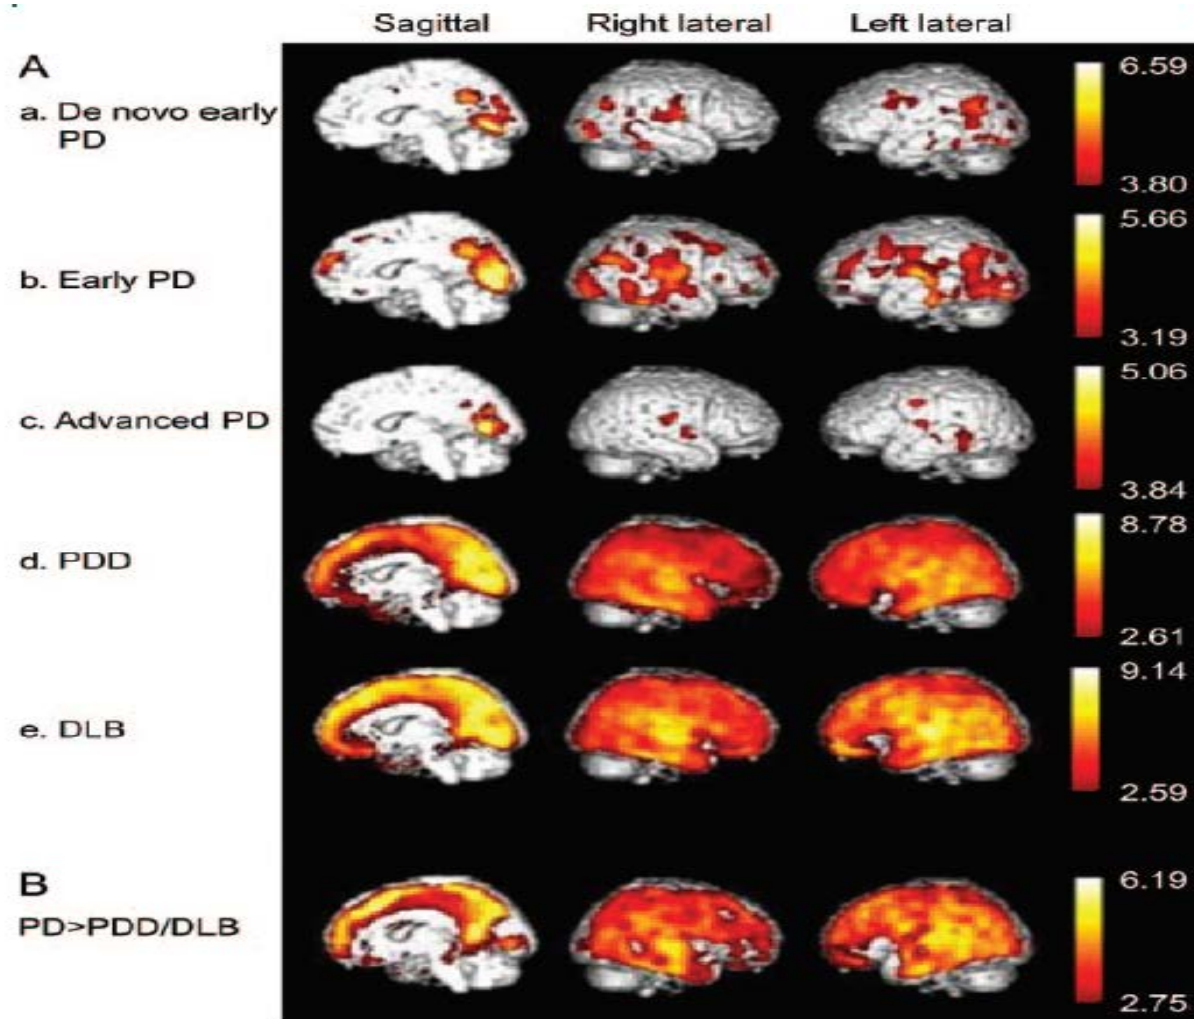 Sagittal Right lateral Left lateral
A
a. De novo early
PD
6.59
3.80
b. Early PD
5.66
3.19
c. Advanced PD
5.06
3.84
d. PDD
8.78
2.61
e. DLB
9.14
2.59
B
PD>PDD/DLB
6.19
2.75